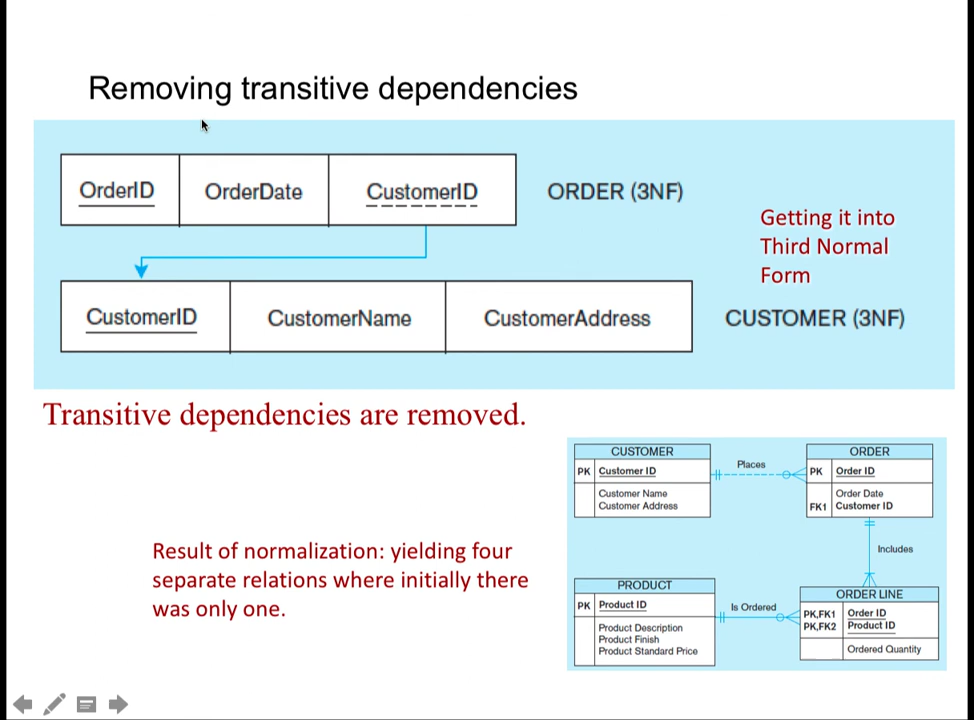 Removing transitive dependencies
OrderID
OrderDate
CustomerID
ORDER (3NF)
Getting it into
Third Normal
Form
CustomerID
CustomerName
CustomerAddress
CUSTOMER (3NF)
Transitive dependencies are removed.
Result of normalization: yielding four
separate relations where initially there
was only one.
CUSTOMER
PK Customer ID
Customer Name
Customer Address
Places
ORDER
PK Order ID
Order Date
FK1 Customer ID
Includes
PRODUCT
PK Product ID
Product Description
Product Finish
Product Standard Price
Is Ordered
ORDER LINE
PK,FK1 Order ID
PK,FK2 Product ID
Ordered Quantity